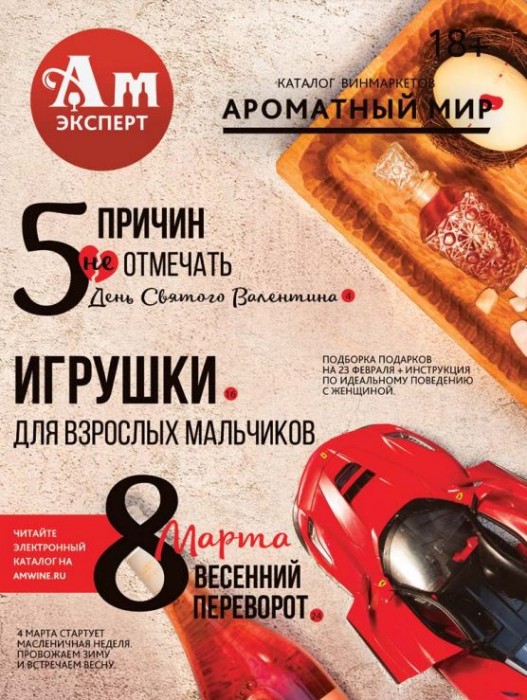 18+
Ам
ЭКСПЕРТ
КАТАЛОГ ВИНМАРКЕТОВ
АРОМАТНЫЙ МИР
5 ПРИЧИН
не ОТМЕЧАТЬ
День Святого Валентина 4
ИГРУШКИ 16
ДЛЯ ВЗРОСЛЫХ МАЛЬЧИКОВ
ПОДБОРКА ПОДАРКОВ
НА 23 ФЕВРАЛЯ + ИНСТРУКЦИЯ
ПО ИДЕАЛЬНОМУ ПОВЕДЕНИЮ
С ЖЕНЩИНОЙ.
ЧИТАЙТЕ
ЭЛЕКТРОННЫЙ
КАТАЛОГ НА
AMWINE.RU
8 Марта
ВЕСЕННИЙ
ПЕРЕВОРОТ 24
4 МАРТА СТАРТУЕТ
МАСЛЕНИЧНАЯ НЕДЕЛЯ.
ПРОВОЖАЕМ ЗИМУ
И ВСТРЕЧАЕМ ВЕСНУ.